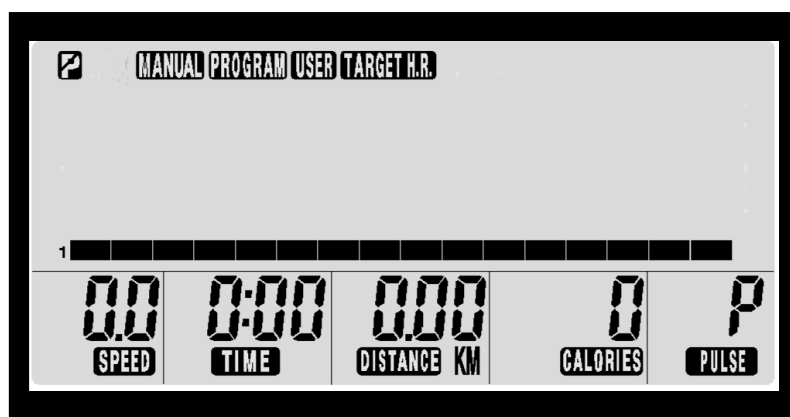 P MANUAL PROGRAM USER TARGET H.R.
1
0.0 0:00 0.00 0 P
SPEED TIME DISTANCE KM CALORIES PULSE